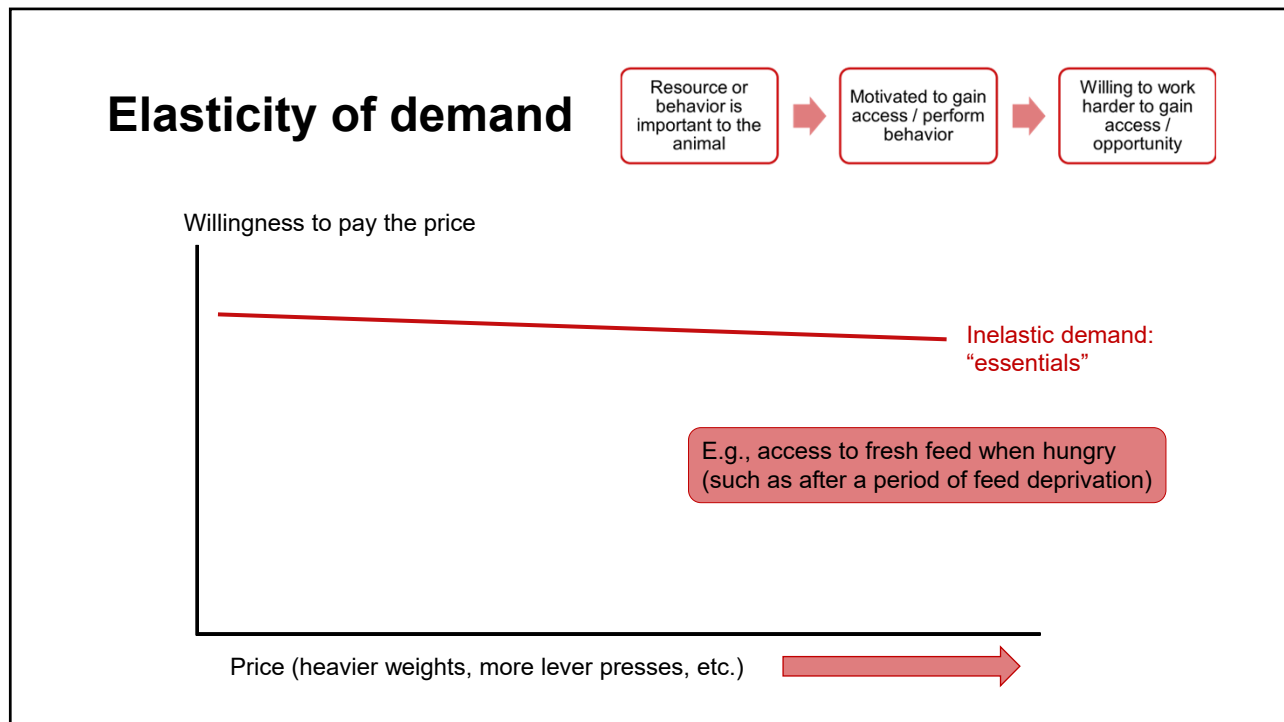 Elasticity of demand
Resource or
behavior is
important to the
animal
Motivated to gain
access / perform
behavior
Willing to work
harder to gain
access /
opportunity
Willingness to pay the price
Inelastic demand:
“essentials”
E.g., access to fresh feed when hungry
(such as after a period of feed deprivation)
Price (heavier weights, more lever presses, etc.)